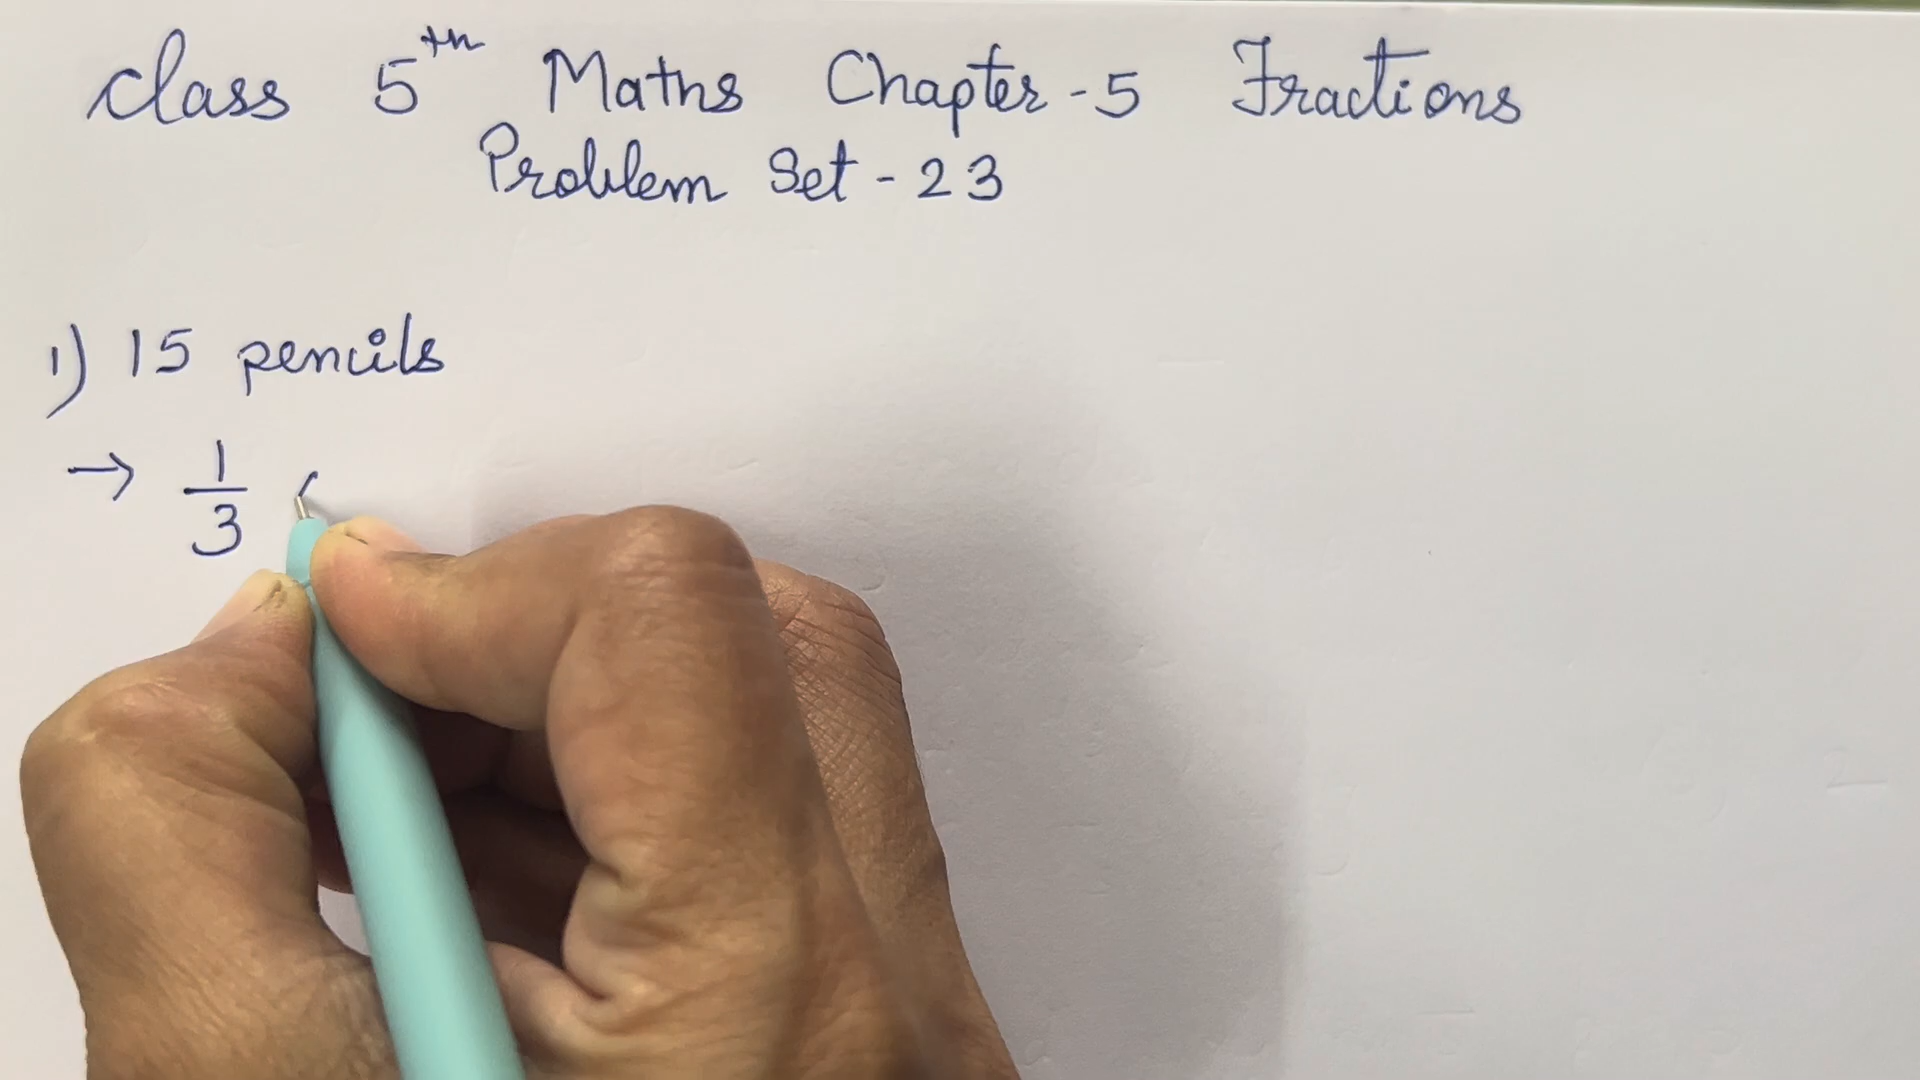 class 5th Maths Chapter - 5 Fractions
Problem Set - 23
1) 15 pencils
→ 1/3